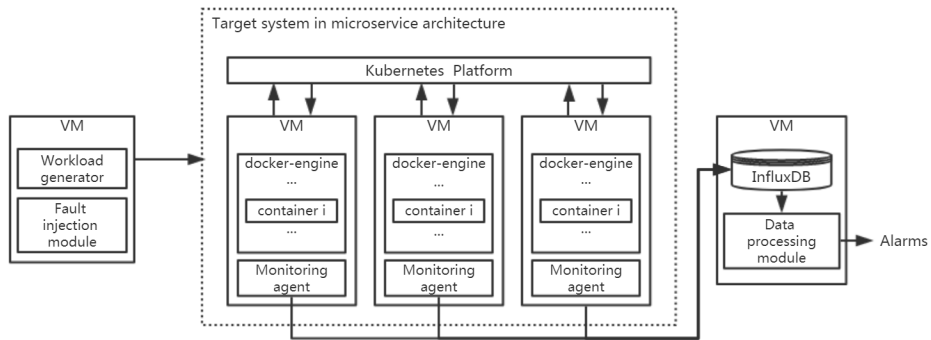 Target system in microservice architecture
Kubernetes Platform
VM
Workload
generator
Fault
injection
module
VM
docker-engine
...
container i
...
Monitoring
agent
VM
docker-engine
...
container i
...
Monitoring
agent
VM
docker-engine
...
container i
...
Monitoring
agent
VM
InfluxDB
Data
processing
module
Alarms